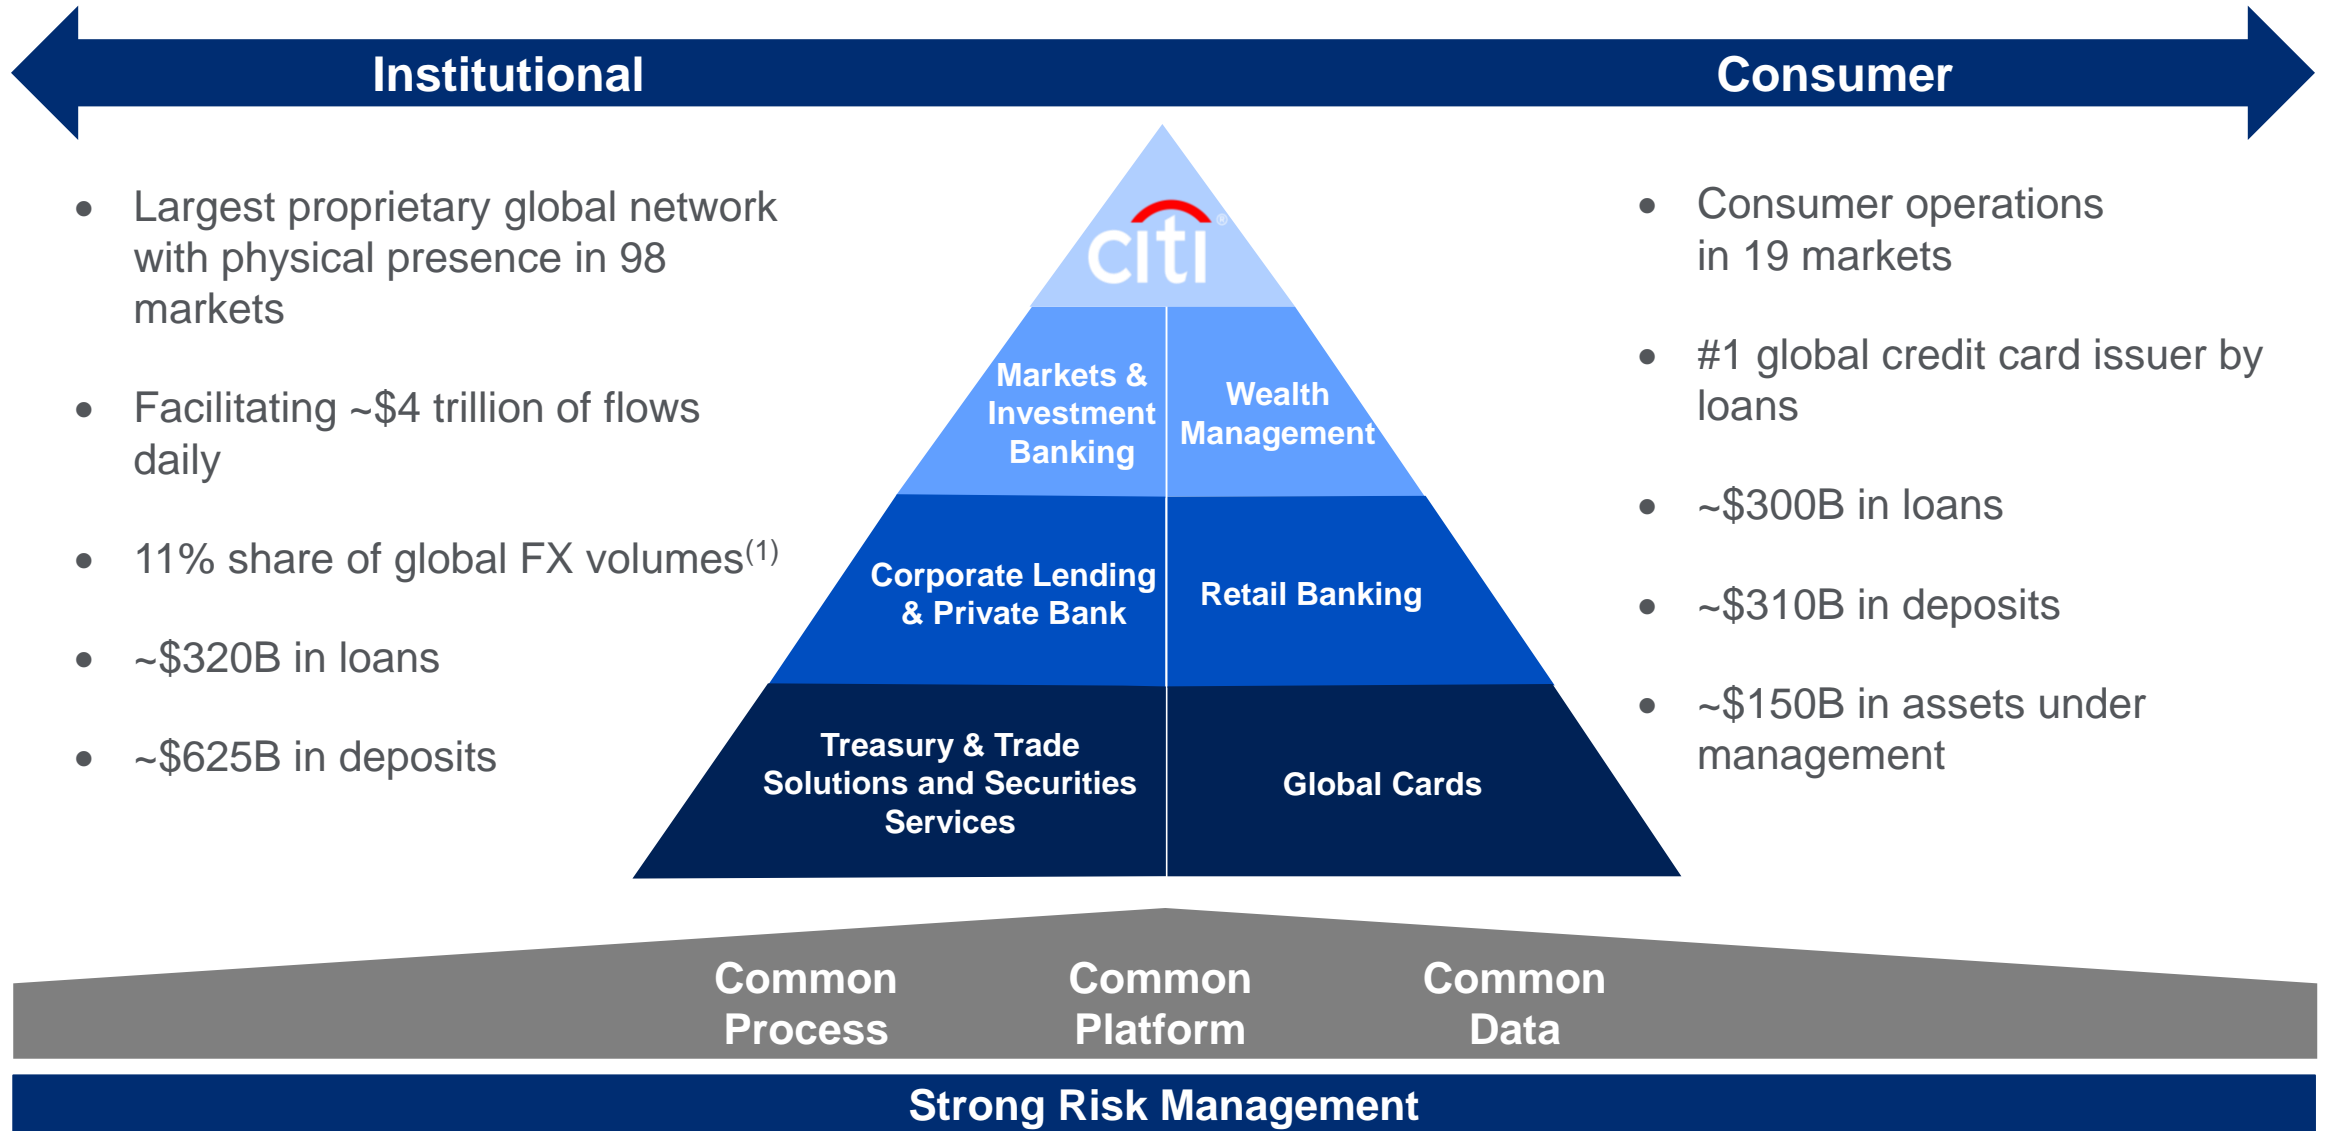 Institutional
Consumer
• Largest proprietary global network
with physical presence in 98
markets
• Facilitating ~$4 trillion of flows
daily
• 11% share of global FX volumes(1)
• ~$320B in loans
• ~$625B in deposits
citi®
Markets &
Investment
Banking
Wealth
Management
Corporate Lending
& Private Bank
Retail Banking
Treasury & Trade
Solutions and Securities
Services
Global Cards
• Consumer operations
in 19 markets
• #1 global credit card issuer by
loans
• ~$300B in loans
• ~$310B in deposits
• ~$150B in assets under
management
Common
Process
Common
Platform
Common
Data
Strong Risk Management